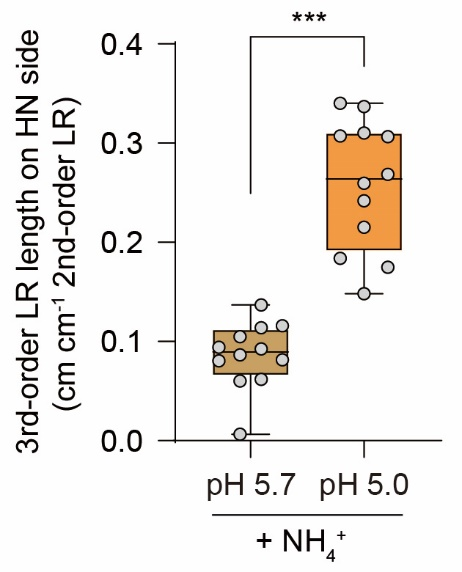 3rd-order LR length on HN side
(cm cm⁻¹ 2nd-order LR)
***
0.4
0.3
0.2
0.1
0.0
pH 5.7 pH 5.0
+ NH₄⁺